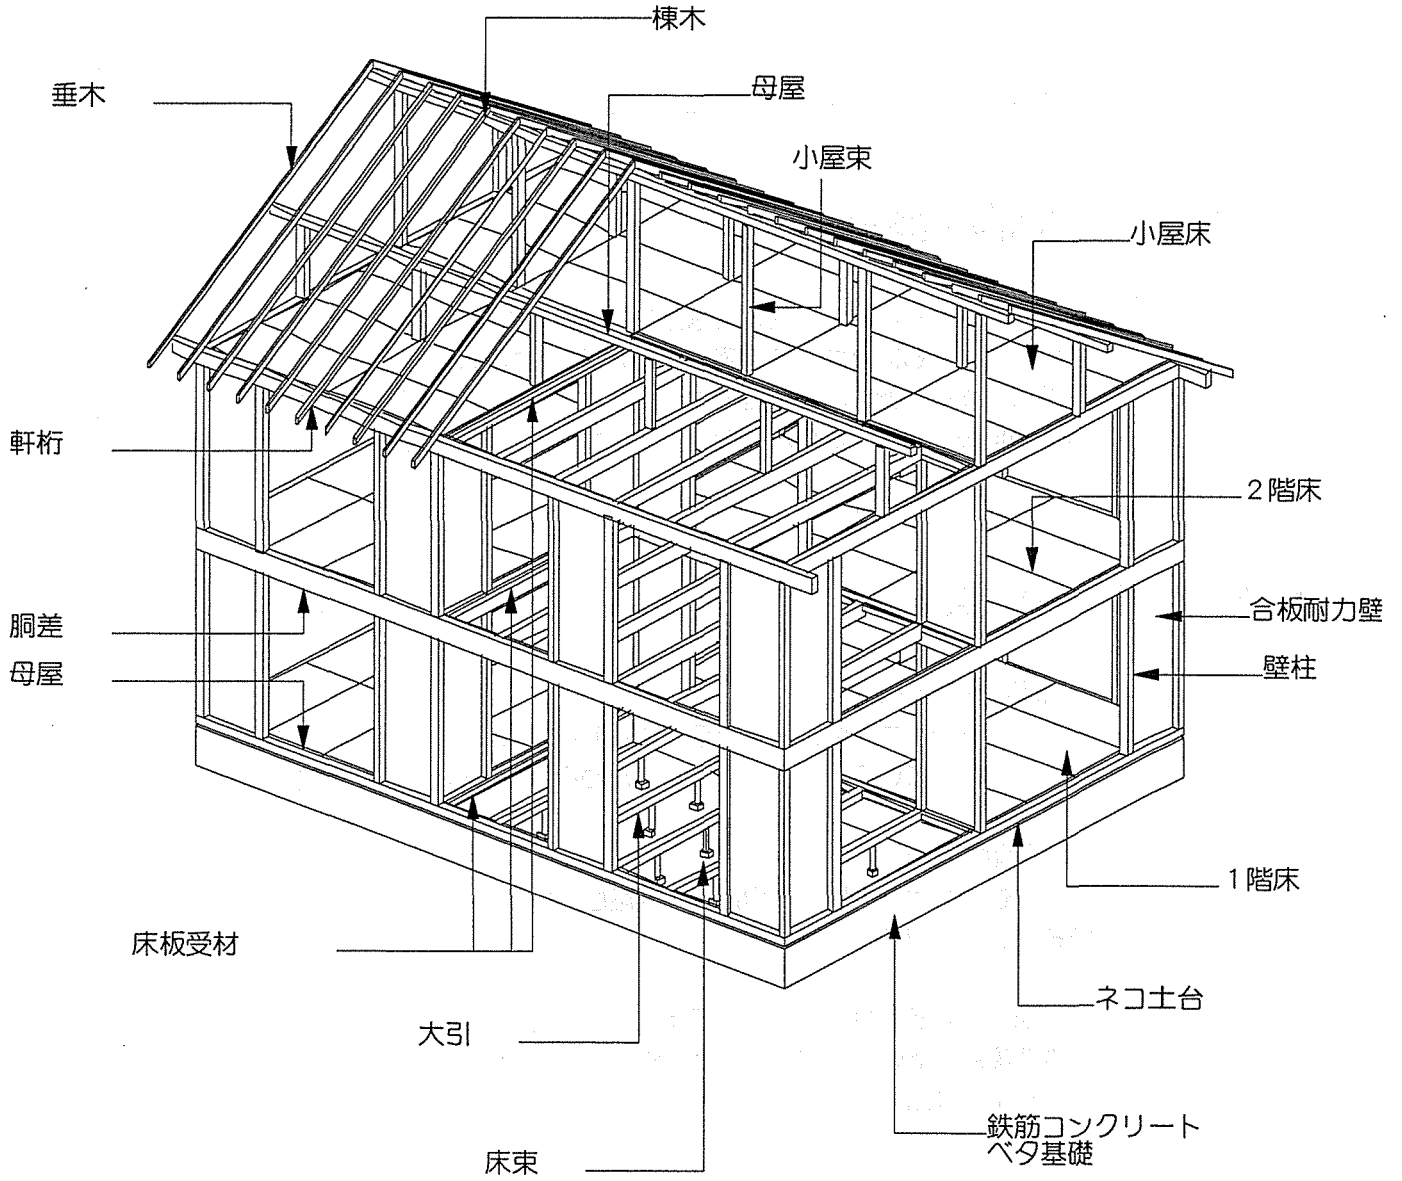 棟木
垂木
母屋
小屋束
小屋床
軒桁
2階床
胴差
合板耐力壁
母屋
壁柱
1階床
床板受材
ネコ土台
大引
鉄筋コンクリート
ベタ基礎
床束